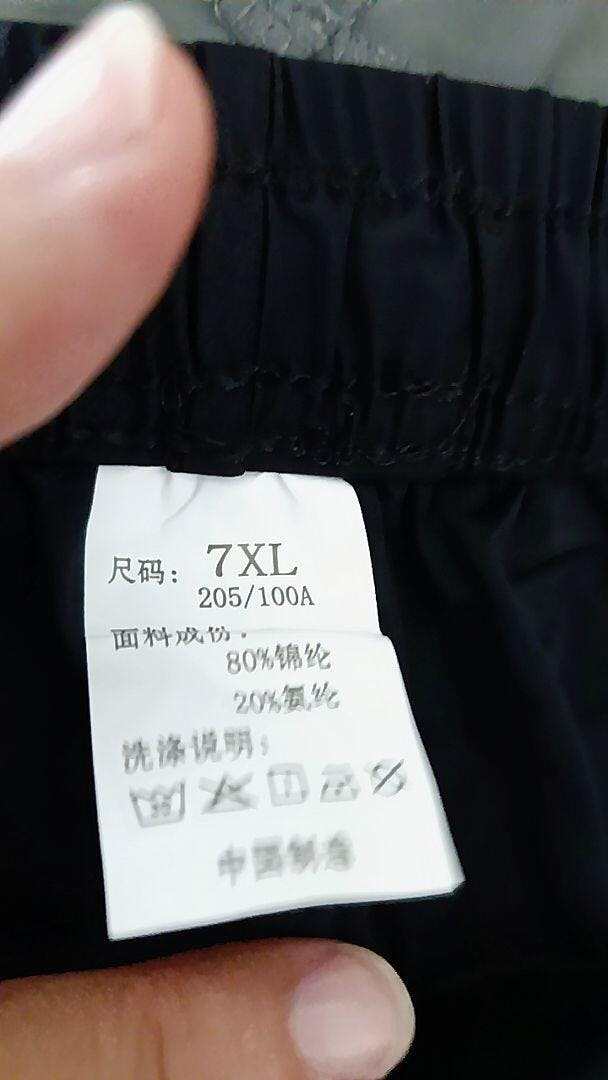 尺码: 7XL
205/100A
面料成份:
80%锦纶
20%氨纶
洗涤说明:
中国制造